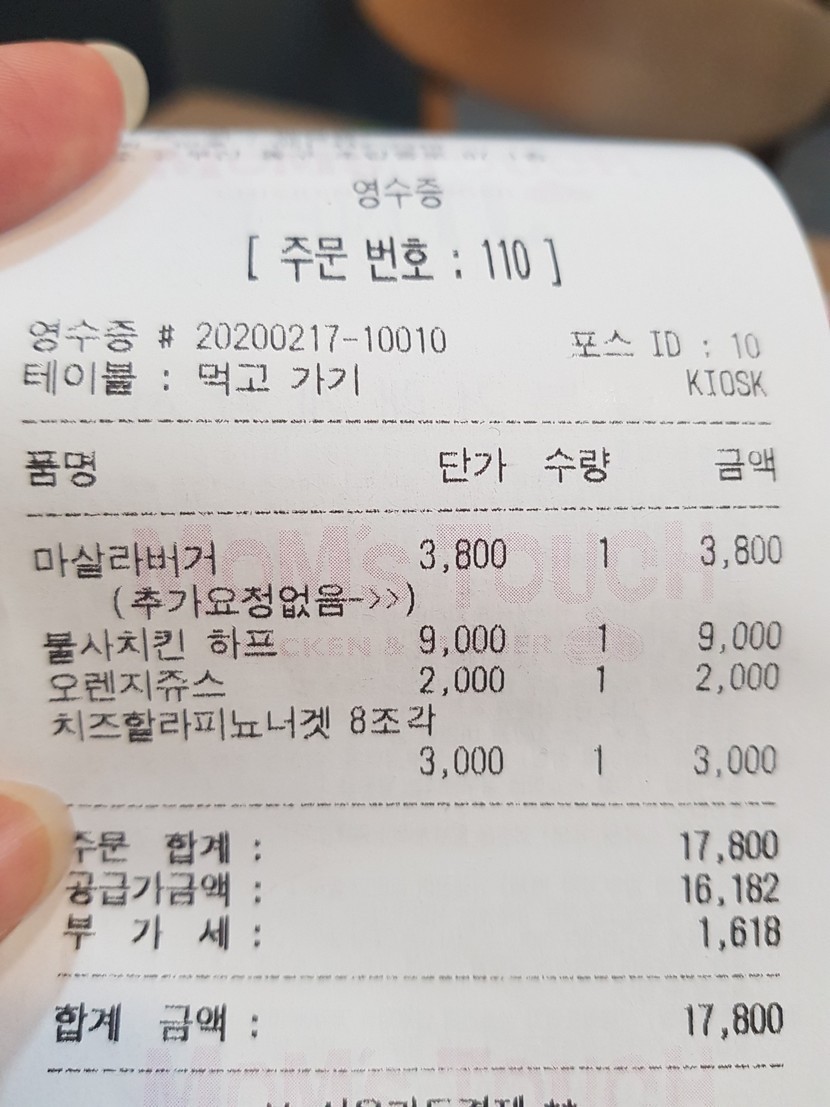 영수증
[ 주문 번호 : 110 ]
영수증 # 20200217-10010 포스 ID : 10
테이블 : 먹고 가기 KIOSK
품명 단가 수량 금액
마살라버거 3,800 1 3,800
(추가요청없음->>)
불사치킨 하프 9,000 1 9,000
오렌지쥬스 2,000 1 2,000
치즈할라피뇨너겟 8조각
3,000 1 3,000
주문 합계 : 17,800
공급가금액 : 16,182
부 가 세 : 1,618
합계 금액 : 17,800
MoM's Touch